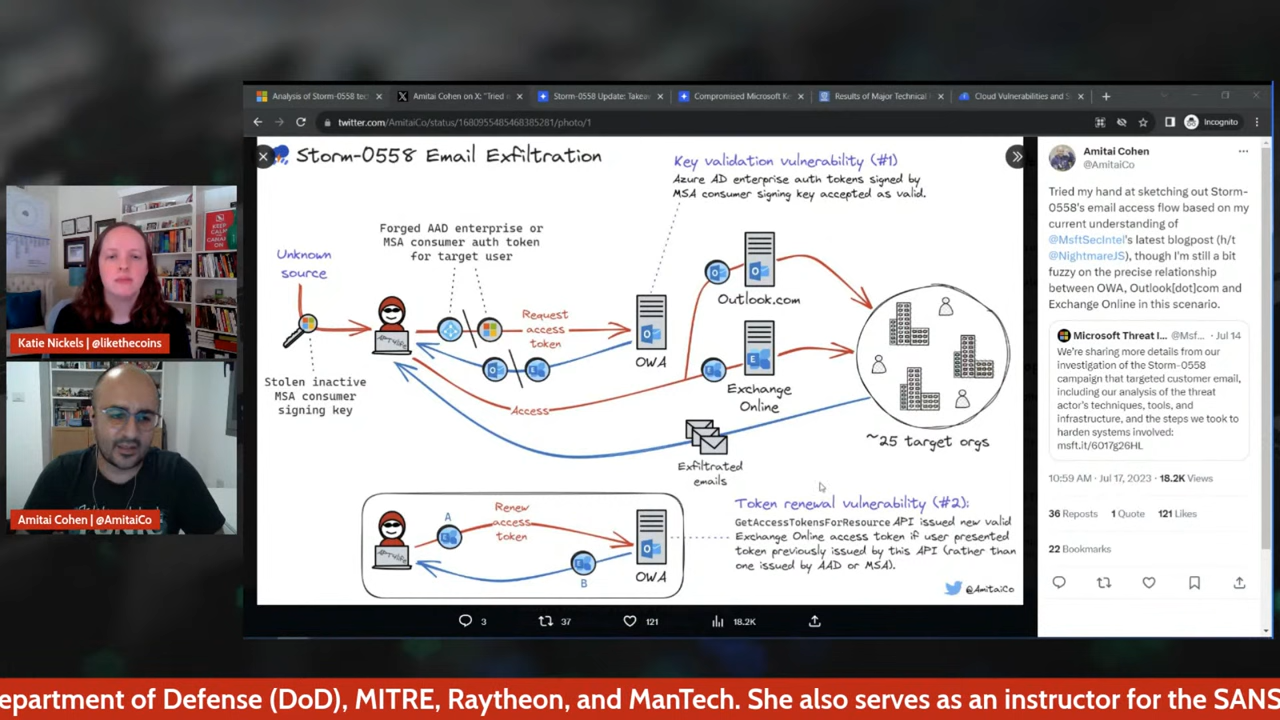 Analysis of Storm-0558 tec
Amitai Cohen on X: "Tried m
Storm-0558 Update: Takea
Compromised Microsoft Ke
Results of Major Technical
Cloud Vulnerabilities and S
twitter.com/AmitaiCo/status/1680955485468385281/photo/1
Incognito
Storm-0558 Email Exfiltration
Key validation vulnerability (#1)
Azure AD enterprise auth tokens signed by
MSA consumer signing key accepted as valid.
Unknown
source
Forged AAD enterprise or
MSA consumer auth token
for target user
Request
access
token
OWA
Outlook.com
Exchange
Online
Stolen inactive
MSA consumer
signing key
Access
Exfiltrated
emails
~25 target orgs
Renew
access
token
A
B
OWA
Token renewal vulnerability (#2):
GetAccessTokensForResource API issued new valid
Exchange Online access token if user presented
token previously issued by this API (rather than
one issued by AAD or MSA).
@AmitaiCo
3
37
121
18.2K
Amitai Cohen
@AmitaiCo
Tried my hand at sketching out Storm-
0558's email access flow based on my
current understanding of
@MsftSecIntel's latest blogpost (h/t
@NightmareJS), though I'm still a bit
fuzzy on the precise relationship
between OWA, Outlook[dot]com and
Exchange Online in this scenario.
Microsoft Threat I... @Msf... · Jul 14
We're sharing more details from our
investigation of the Storm-0558
campaign that targeted customer email,
including our analysis of the threat
actor's techniques, tools, and
infrastructure, and the steps we took to
harden systems involved:
msft.it/6017g26HL
10:59 AM · Jul 17, 2023 · 18.2K Views
36 Reposts 1 Quote 121 Likes
22 Bookmarks
Katie Nickels | @likethecoins
Amitai Cohen | @AmitaiCo
epartment of Defense (DoD), MITRE, Raytheon, and ManTech. She also serves as an instructor for the SANS